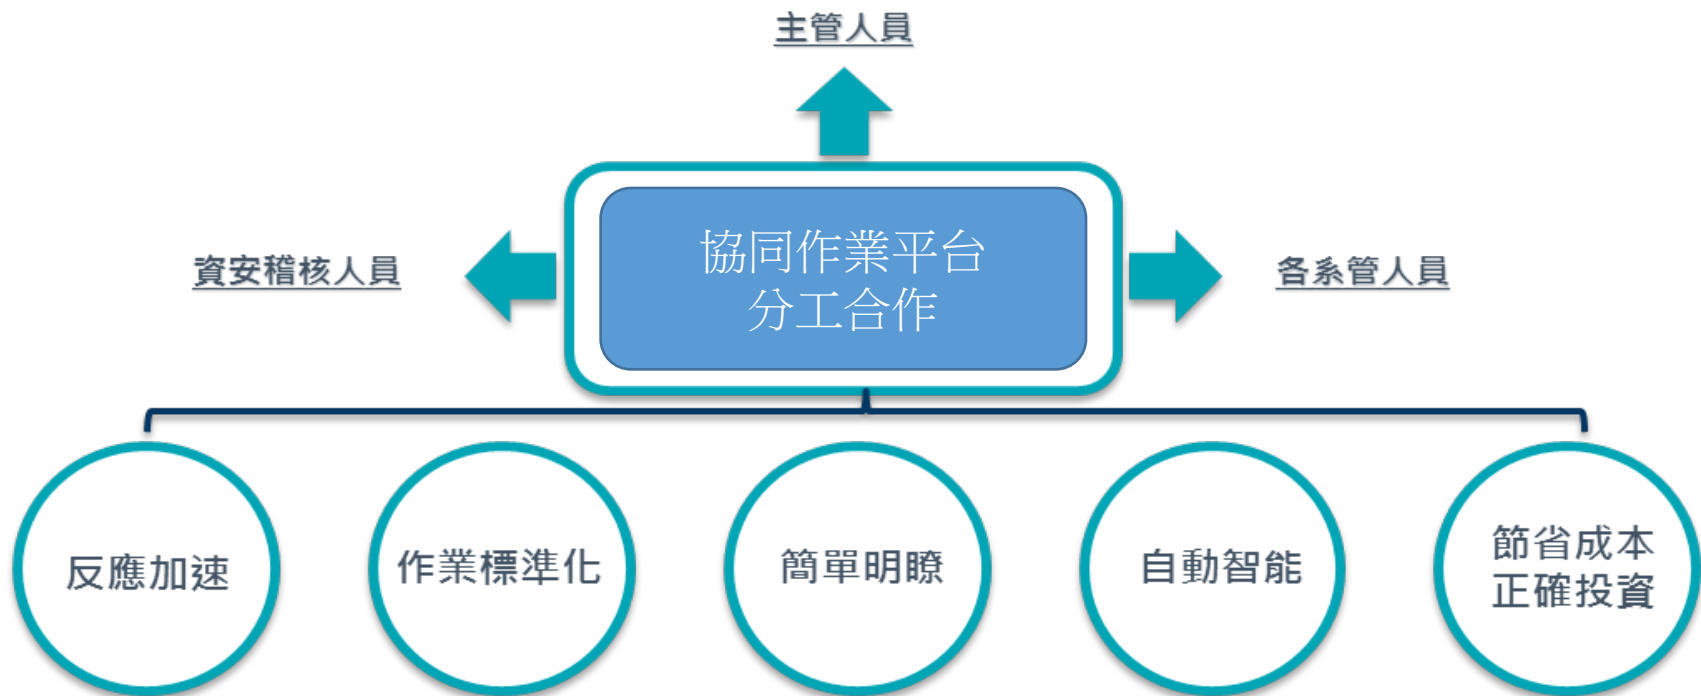 主管人員
協同作業平台
分工合作
資安稽核人員
各系管人員
反應加速
作業標準化
簡單明瞭
自動智能
節省成本
正確投資